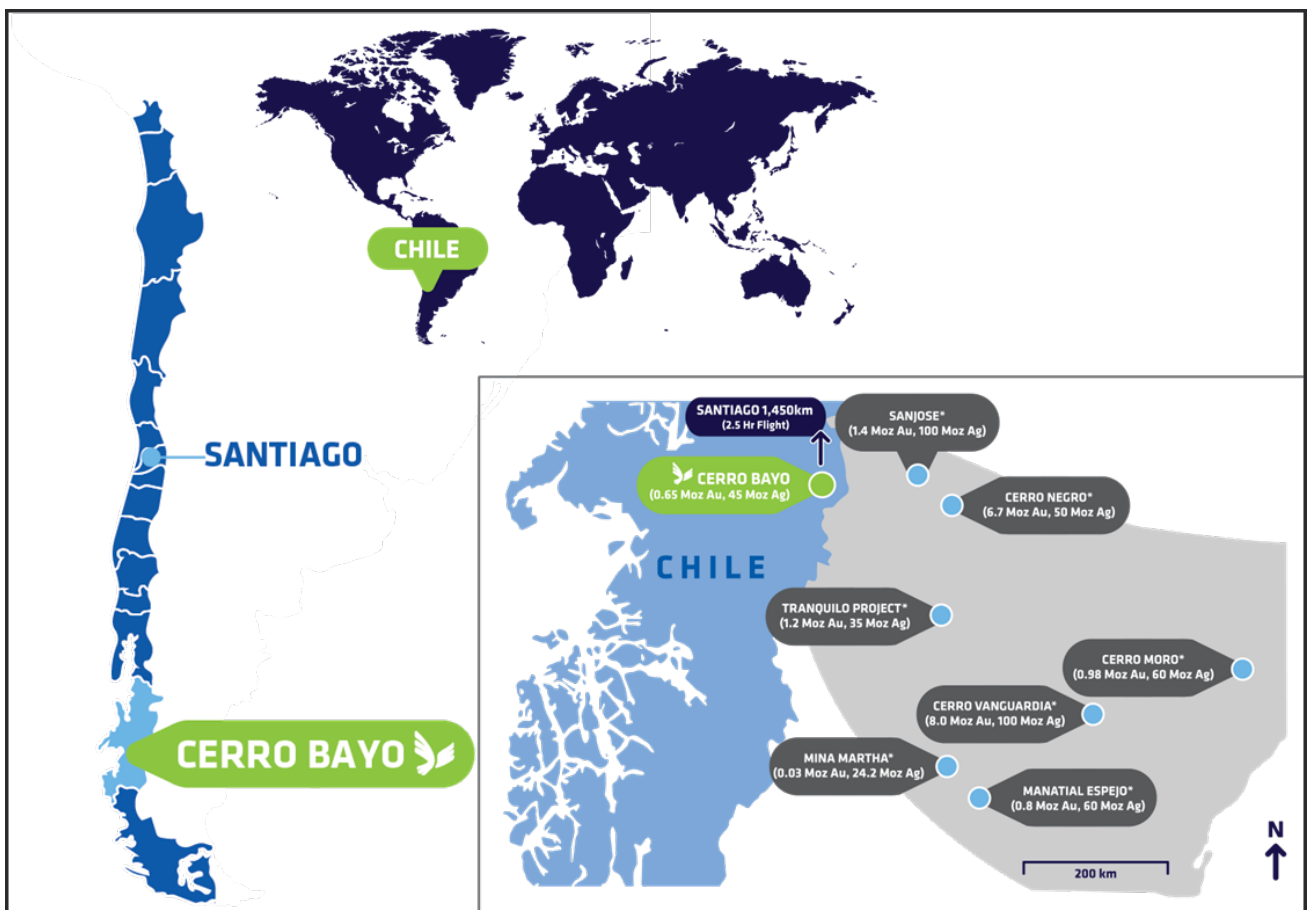 CHILE
SANTIAGO
CERRO BAYO
SANTIAGO 1,450km
(2.5 Hr Flight)
SANJOSE*
(1.4 Moz Au, 100 Moz Ag)
CERRO BAYO
(0.65 Moz Au, 45 Moz Ag)
CERRO NEGRO*
(6.7 Moz Au, 50 Moz Ag)
CHILE
TRANQUILO PROJECT*
(1.2 Moz Au, 35 Moz Ag)
CERRO MORO*
(0.98 Moz Au, 60 Moz Ag)
CERRO VANGUARDIA*
(8.0 Moz Au, 100 Moz Ag)
MINA MARTHA*
(0.03 Moz Au, 24.2 Moz Ag)
MANATIAL ESPEJO*
(0.8 Moz Au, 60 Moz Ag)
N
200 km